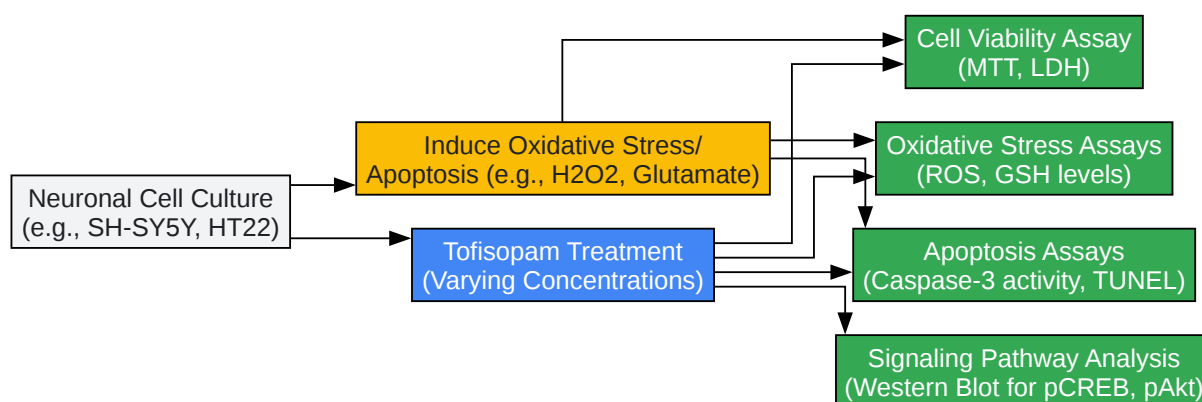 Neuronal Cell Culture
(e.g., SH-SY5Y, HT22)
Induce Oxidative Stress/
Apoptosis (e.g., H2O2, Glutamate)
Tofisopam Treatment
(Varying Concentrations)
Cell Viability Assay
(MTT, LDH)
Oxidative Stress Assays
(ROS, GSH levels)
Apoptosis Assays
(Caspase-3 activity, TUNEL)
Signaling Pathway Analysis
(Western Blot for pCREB, pAkt)